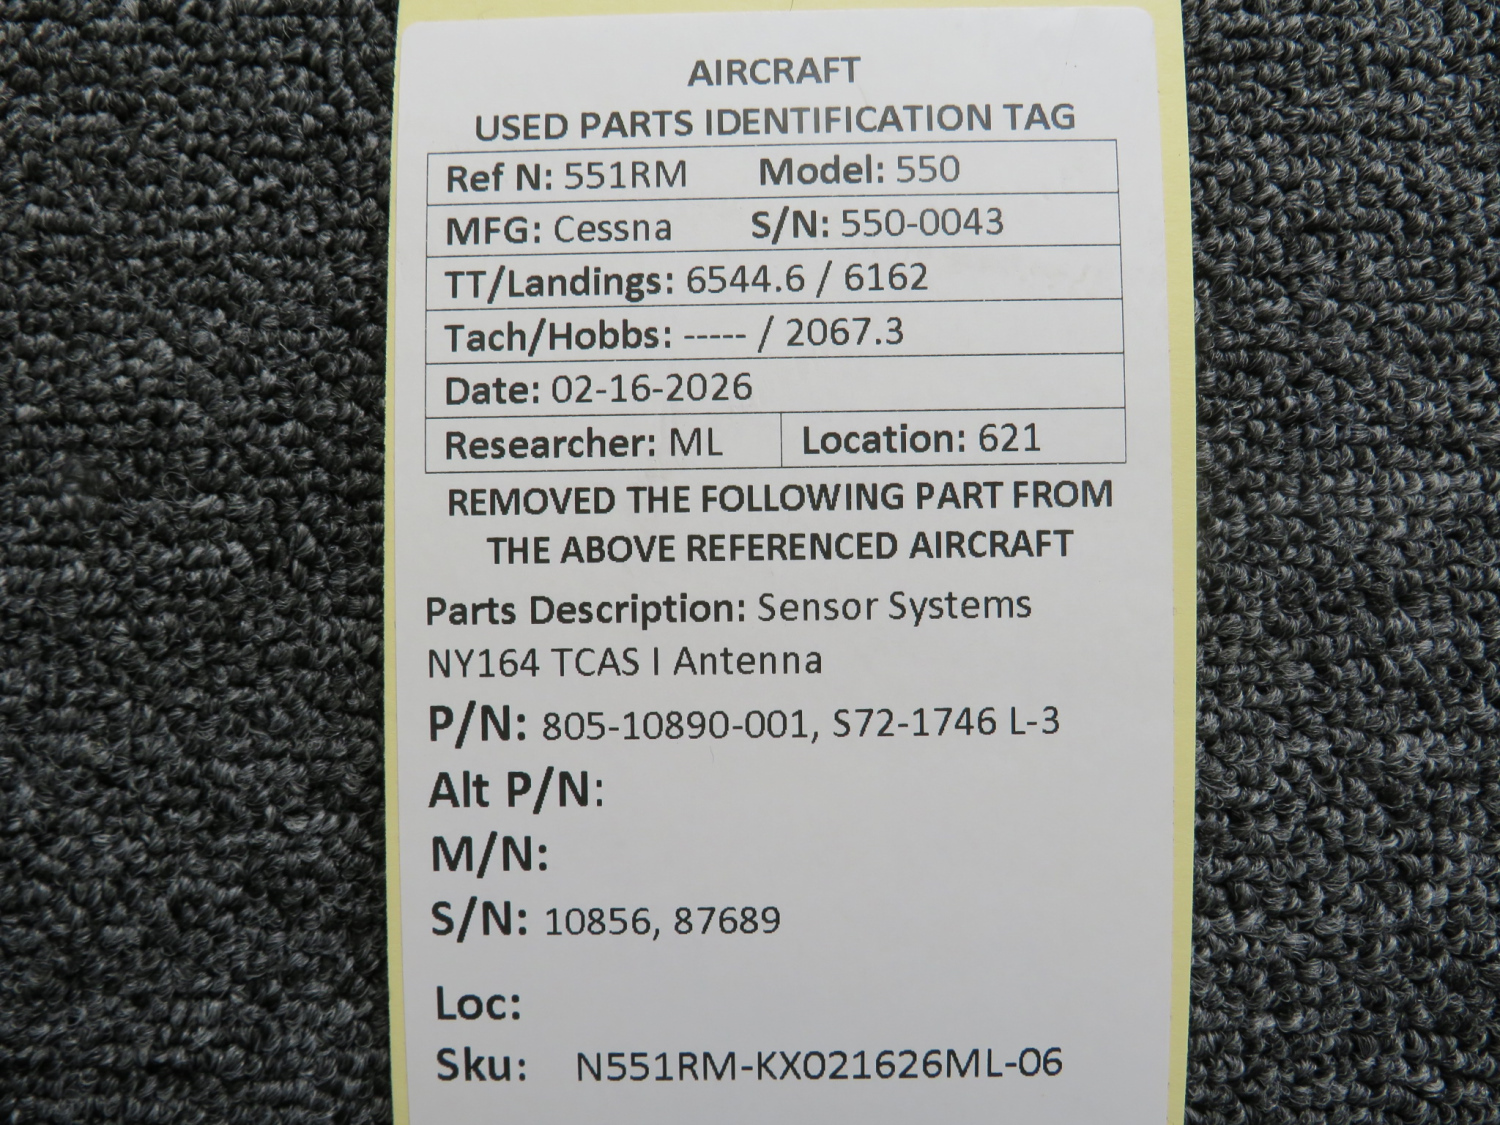 AIRCRAFT
USED PARTS IDENTIFICATION TAG
Ref N: 551RM Model: 550
MFG: Cessna S/N: 550-0043
TT/Landings: 6544.6 / 6162
Tach/Hobbs: ----- / 2067.3
Date: 02-16-2026
Researcher: ML Location: 621
REMOVED THE FOLLOWING PART FROM
THE ABOVE REFERENCED AIRCRAFT
Parts Description: Sensor Systems
NY164 TCAS I Antenna
P/N: 805-10890-001, S72-1746 L-3
Alt P/N:
M/N:
S/N: 10856, 87689
Loc:
Sku: N551RM-KX021626ML-06